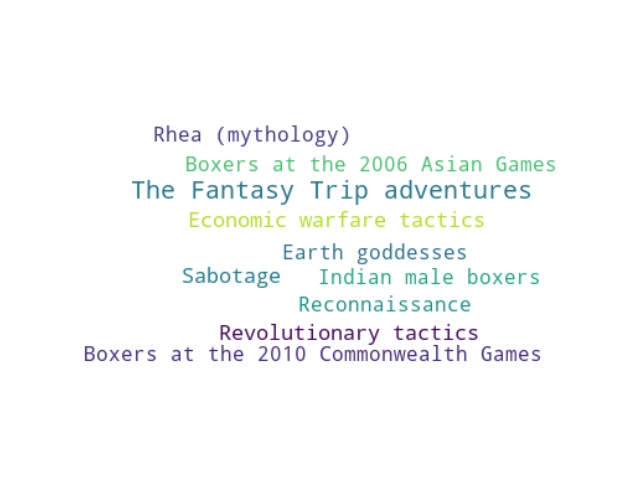 Rhea (mythology)
Boxers at the 2006 Asian Games
The Fantasy Trip adventures
Economic warfare tactics
Earth goddesses
Sabotage
Indian male boxers
Reconnaissance
Revolutionary tactics
Boxers at the 2010 Commonwealth Games